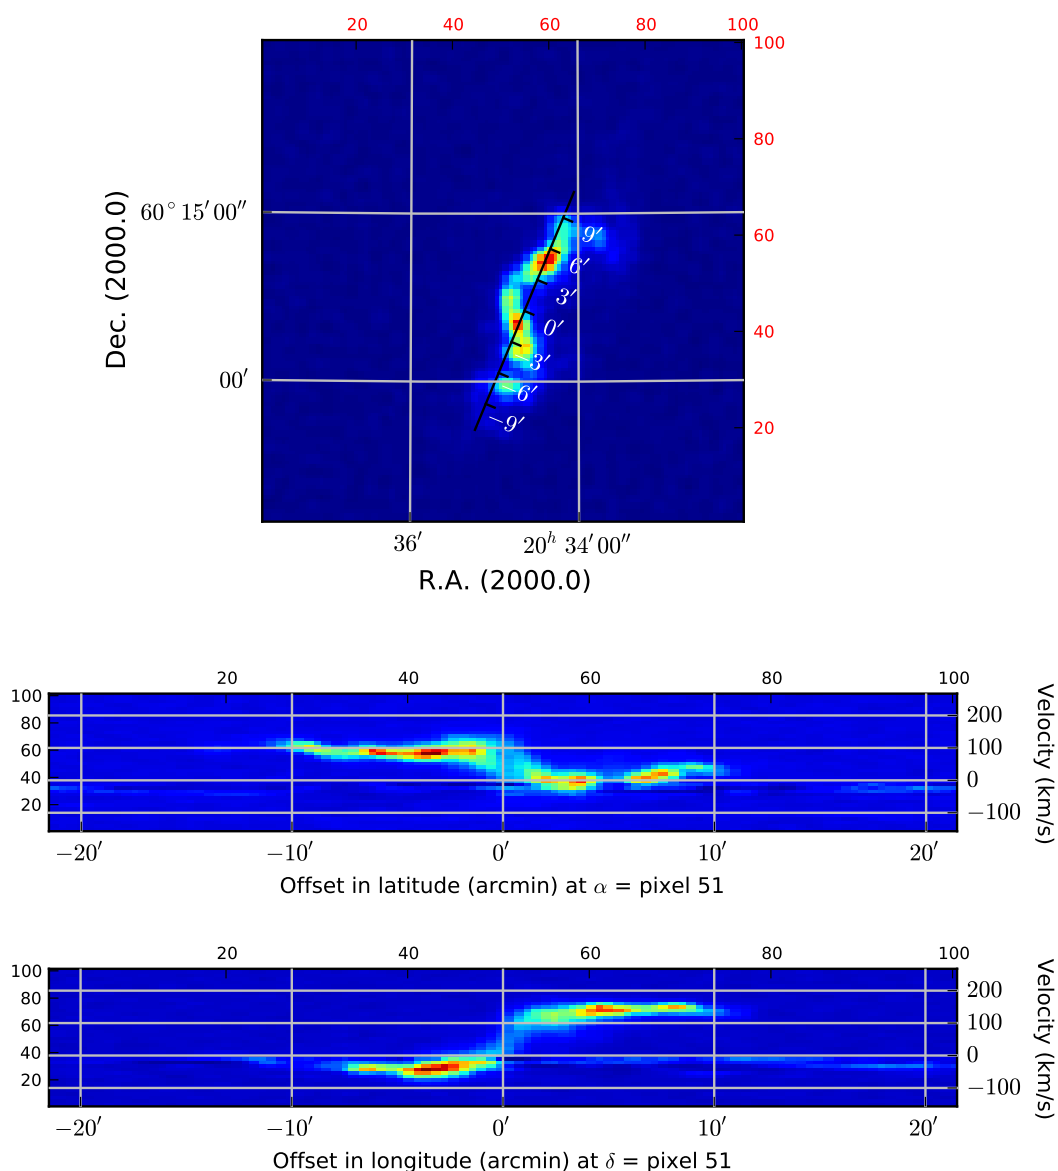 20 40 60 80 100
100
80
60° 15′ 00″
60
9′
6′
3′
0′
40
−3′
00′
−6′
−9′
20
Dec. (2000.0)
36′ 20ʰ 34′ 00″
R.A. (2000.0)
20 40 60 80 100
100
200
80
60
100
40
0
20
−100
Velocity (km/s)
−20′ −10′ 0′ 10′ 20′
Offset in latitude (arcmin) at α = pixel 51
20 40 60 80 100
100
200
80
60
100
40
0
20
−100
Velocity (km/s)
−20′ −10′ 0′ 10′ 20′
Offset in longitude (arcmin) at δ = pixel 51